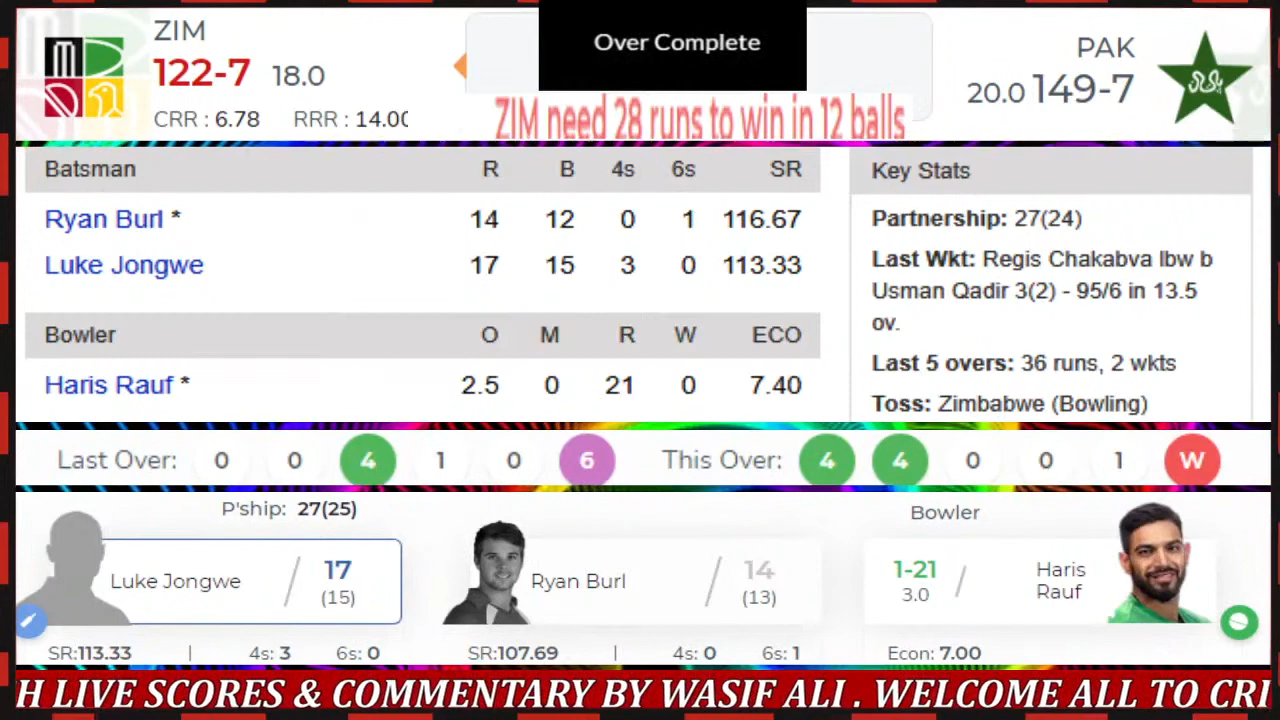 ZIM
122-7 18.0
CRR : 6.78 RRR : 14.00
Over Complete
ZIM need 28 runs to win in 12 balls
PAK
20.0 149-7
Batsman R B 4s 6s SR
Ryan Burl * 14 12 0 1 116.67
Luke Jongwe 17 15 3 0 113.33
Bowler O M R W ECO
Haris Rauf * 2.5 0 21 0 7.40
Key Stats
Partnership: 27(24)
Last Wkt: Regis Chakabva lbw b
Usman Qadir 3(2) - 95/6 in 13.5
ov.
Last 5 overs: 36 runs, 2 wkts
Toss: Zimbabwe (Bowling)
Last Over: 0 0 4 1 0 6 This Over: 4 4 0 0 1 W
P'ship: 27(25)
Luke Jongwe / 17
(15)
SR:113.33 | 4s: 3 6s: 0
Ryan Burl / 14
(13)
SR:107.69 | 4s: 0 6s: 1
Bowler
1-21 / Haris
3.0 Rauf
Econ: 7.00
H LIVE SCORES & COMMENTARY BY WASIF ALI . WELCOME ALL TO CRI